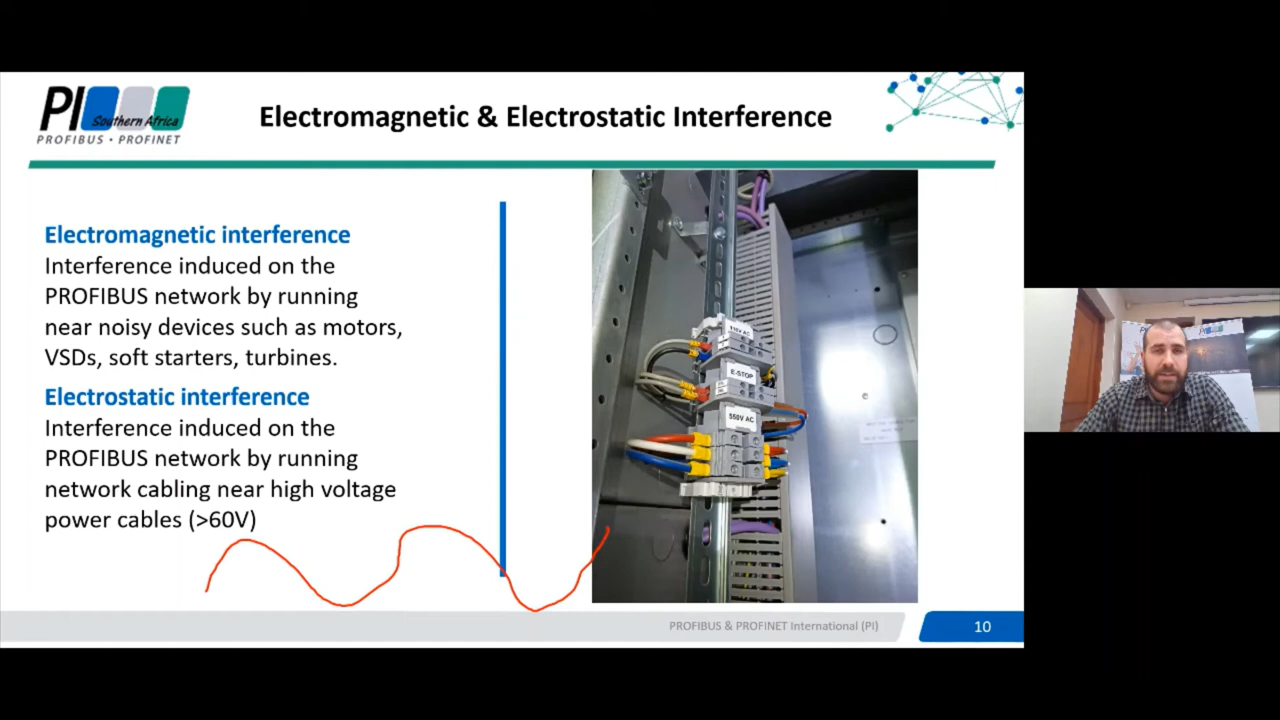 PI
Southern Africa
PROFIBUS • PROFINET
Electromagnetic & Electrostatic Interference
Electromagnetic interference
Interference induced on the
PROFIBUS network by running
near noisy devices such as motors,
VSDs, soft starters, turbines.
Electrostatic interference
Interference induced on the
PROFIBUS network by running
network cabling near high voltage
power cables (>60V)
110V AC
E-STOP
550V AC
PROFIBUS & PROFINET International (PI)
10